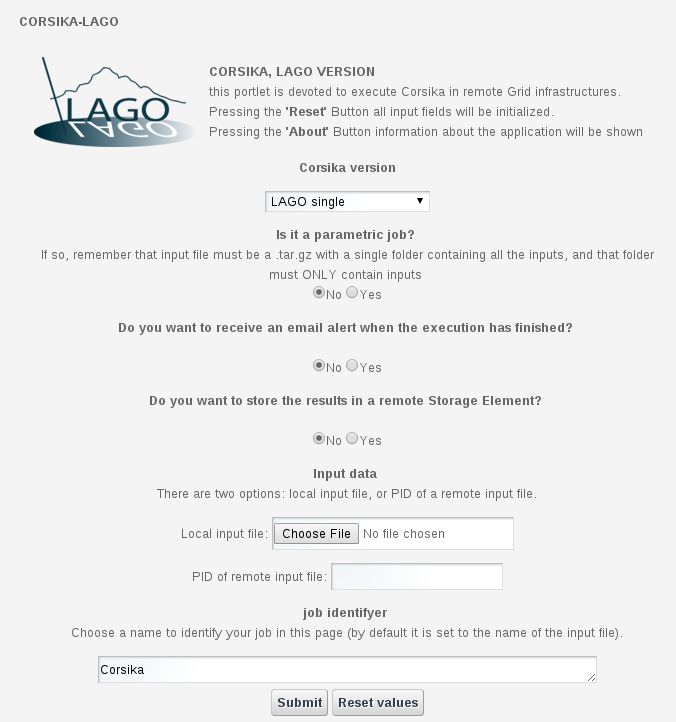 CORSIKA-LAGO
LAGO
CORSIKA, LAGO VERSION
this portlet is devoted to execute Corsika in remote Grid infrastructures.
Pressing the 'Reset' Button all input fields will be initialized.
Pressing the 'About' Button information about the application will be shown
Corsika version
LAGO single
Is it a parametric job?
If so, remember that input file must be a .tar.gz with a single folder containing all the inputs, and that folder
must ONLY contain inputs
No Yes
Do you want to receive an email alert when the execution has finished?
No Yes
Do you want to store the results in a remote Storage Element?
No Yes
Input data
There are two options: local input file, or PID of a remote input file.
Local input file: Choose File No file chosen
PID of remote input file:
job identifyer
Choose a name to identify your job in this page (by default it is set to the name of the input file).
Corsika
Submit Reset values